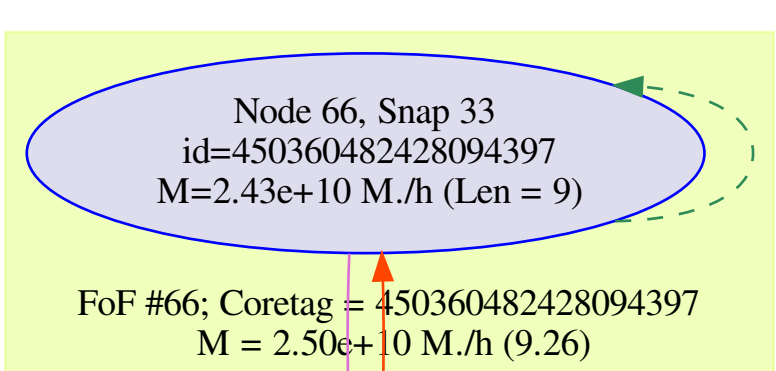 Node 66, Snap 33
id=450360482428094397
M=2.43e+10 M./h (Len = 9)
FoF #66; Coretag = 450360482428094397
M = 2.50e+10 M./h (9.26)